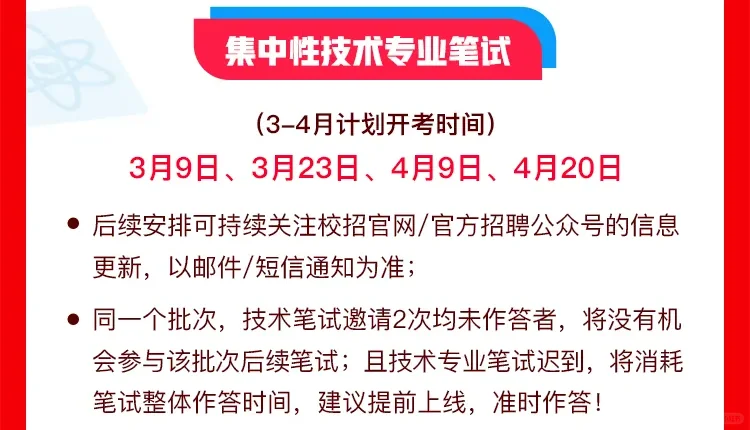 集中性技术专业笔试
（3-4月计划开考时间）
3月9日、3月23日、4月9日、4月20日
● 后续安排可持续关注校招官网/官方招聘公众号的信息
更新，以邮件/短信通知为准；
● 同一个批次，技术笔试邀请2次均未作答者，将没有机
会参与该批次后续笔试；且技术专业笔试迟到，将消耗
笔试整体作答时间，建议提前上线，准时作答！